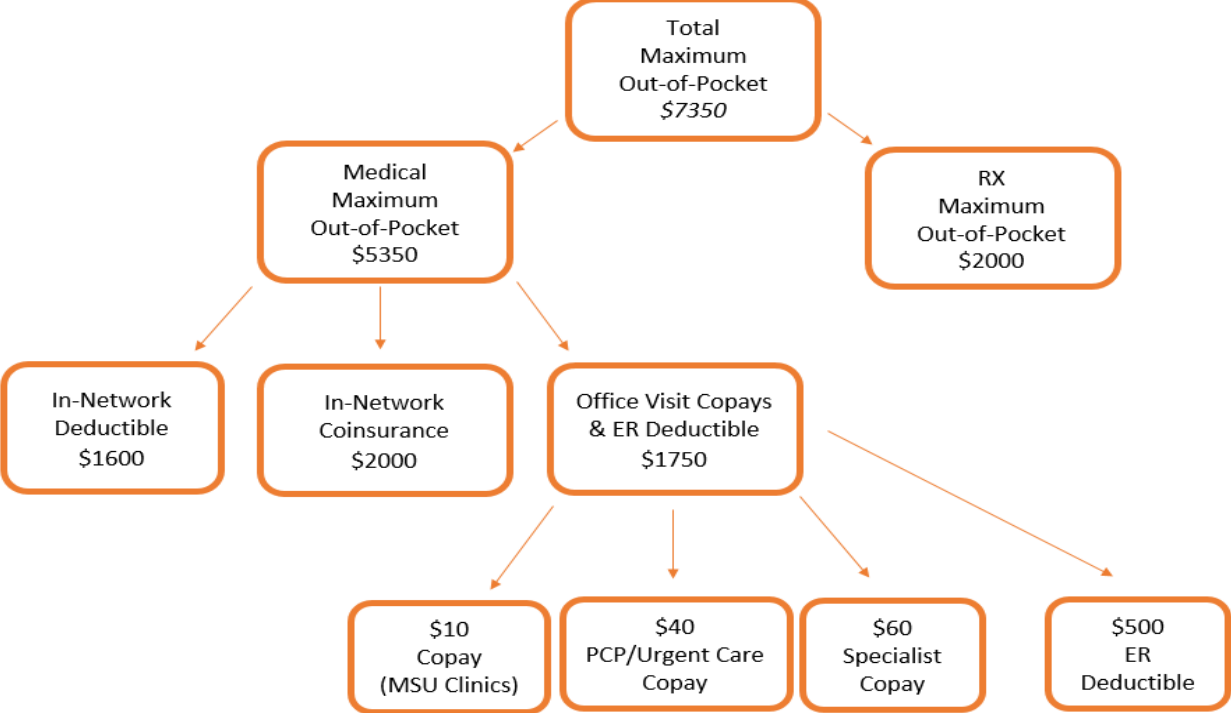 Total
Maximum
Out-of-Pocket
$7350
Medical
Maximum
Out-of-Pocket
$5350
RX
Maximum
Out-of-Pocket
$2000
In-Network
Deductible
$1600
In-Network
Coinsurance
$2000
Office Visit Copays
& ER Deductible
$1750
$10
Copay
(MSU Clinics)
$40
PCP/Urgent Care
Copay
$60
Specialist
Copay
$500
ER
Deductible